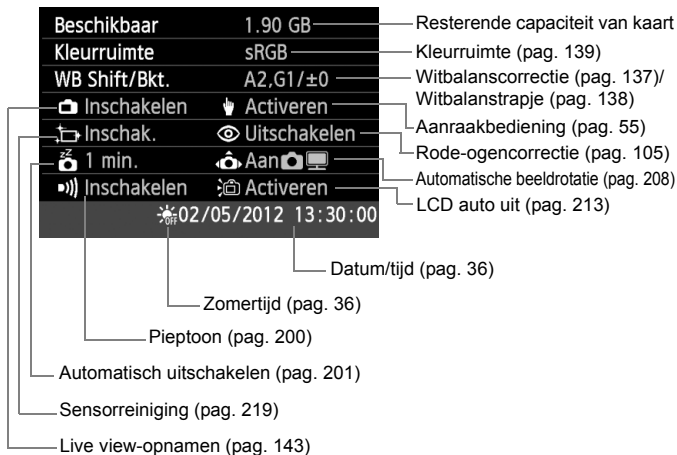 Beschikbaar 1.90 GB
Resterende capaciteit van kaart
Kleurruimte sRGB
Kleurruimte (pag. 139)
WB Shift/Bkt. A2,G1/±0
Witbalanscorrectie (pag. 137)/
Witbalanstrapje (pag. 138)
Inschakelen Activeren
Aanraakbediening (pag. 55)
Inschak. Uitschakelen
Rode-ogencorrectie (pag. 105)
zz 1 min. Aan
Automatische beeldrotatie (pag. 208)
Inschakelen Activeren
LCD auto uit (pag. 213)
OFF 02/05/2012 13:30:00
Datum/tijd (pag. 36)
Zomertijd (pag. 36)
Pieptoon (pag. 200)
Automatisch uitschakelen (pag. 201)
Sensorreiniging (pag. 219)
Live view-opnamen (pag. 143)